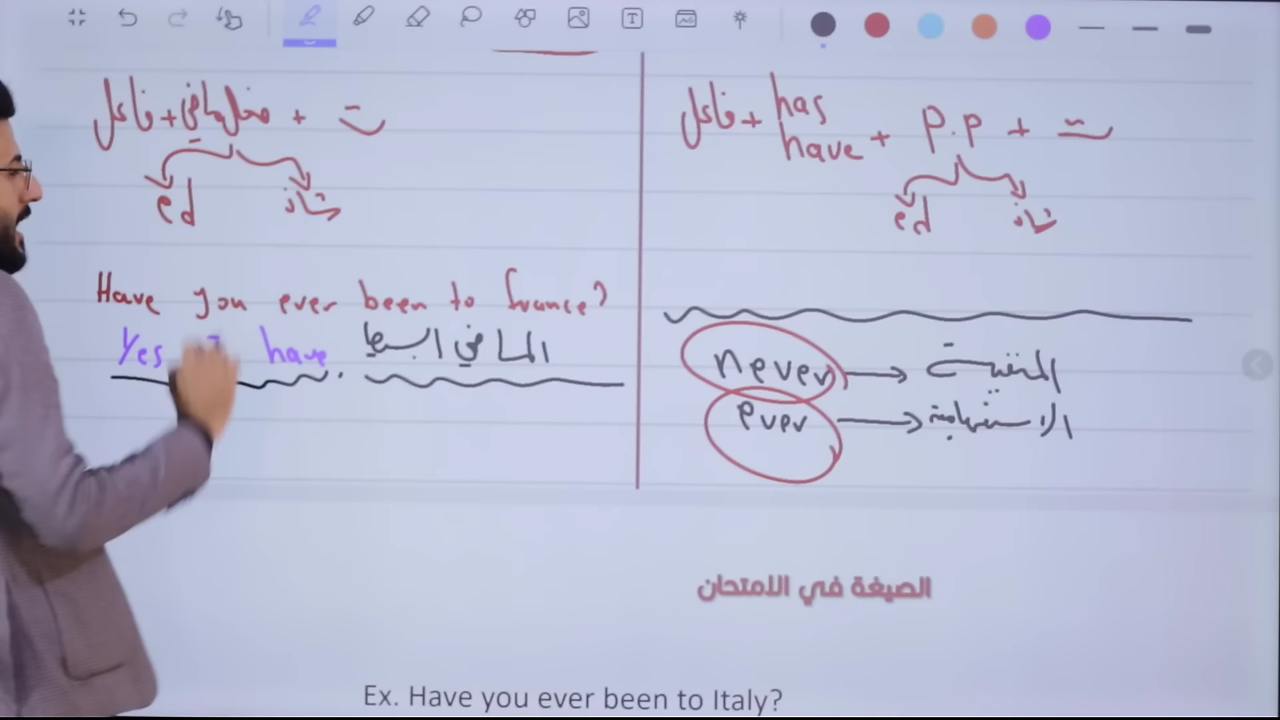 فاعل + فعل ماضي + ت
ed شاذ
Have you ever been to france?
Yes I have. الماضي البسيط
فاعل + has have + p.p + ت
ed شاذ
never → المنفية
ever → الاستفهامية
الصيغة في الامتحان
Ex. Have you ever been to Italy?